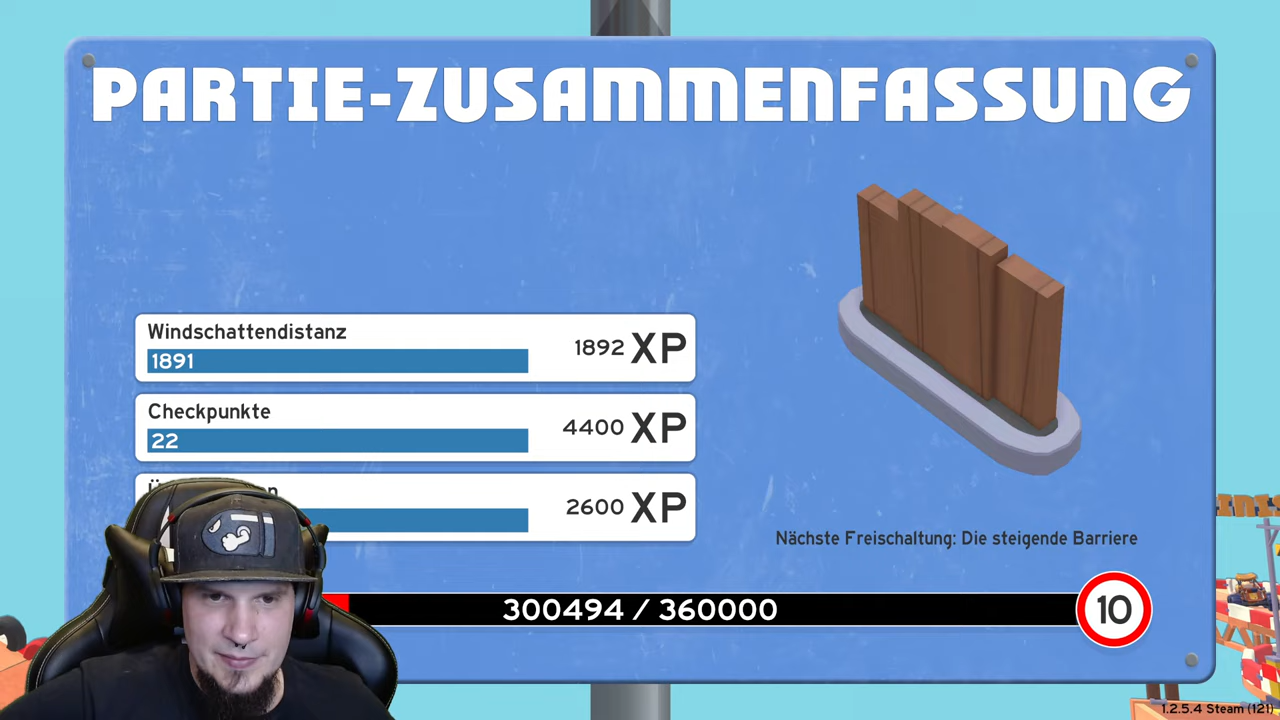 PARTIE-ZUSAMMENFASSUNG
Windschattendistanz
1891
1892 XP
Checkpunkte
22
4400 XP
2600 XP
Nächste Freischaltung: Die steigende Barriere
300494 / 360000
10
1.2.5.4 Steam (121)